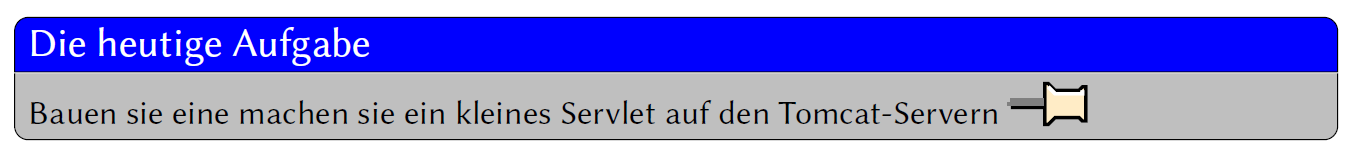 Die heutige Aufgabe
Bauen sie eine machen sie ein kleines Servlet auf den Tomcat-Servern